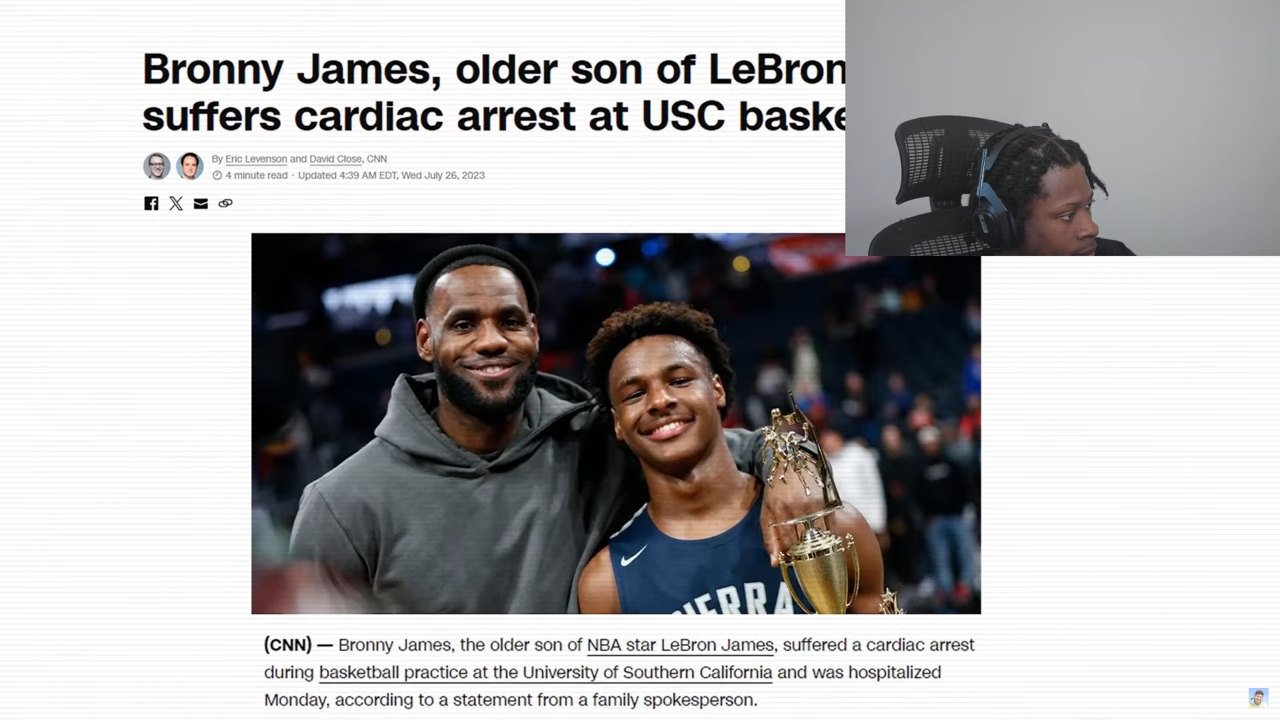 Bronny James, older son of LeBron
suffers cardiac arrest at USC baske
By Eric Levenson and David Close, CNN
4 minute read · Updated 4:39 AM EDT, Wed July 26, 2023
SIERRA
(CNN) — Bronny James, the older son of NBA star LeBron James, suffered a cardiac arrest
during basketball practice at the University of Southern California and was hospitalized
Monday, according to a statement from a family spokesperson.